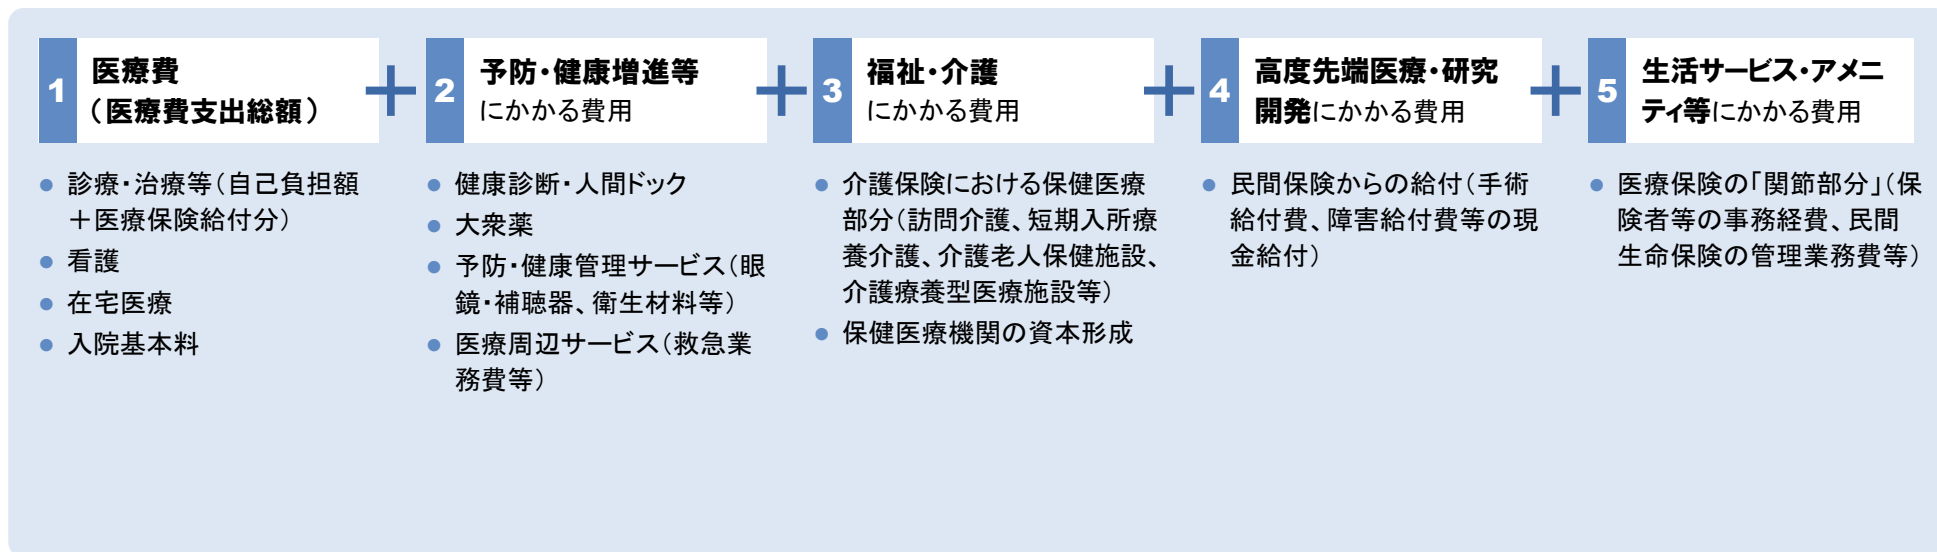 1
医療費
(医療費支出総額)
● 診療・治療等(自己負担額
+医療保険給付分)
● 看護
● 在宅医療
● 入院基本料
+
2
予防・健康増進等
にかかる費用
● 健康診断・人間ドック
● 大衆薬
● 予防・健康管理サービス(眼
鏡・補聴器、衛生材料等)
● 医療周辺サービス(救急業
務費等)
+
3
福祉・介護
にかかる費用
● 介護保険における保健医療
部分(訪問介護、短期入所療
養介護、介護老人保健施設、
介護療養型医療施設等)
● 保健医療機関の資本形成
+
4
高度先端医療・研究
開発にかかる費用
● 民間保険からの給付(手術
給付費、障害給付費等の現
金給付)
+
5
生活サービス・アメニ
ティ等にかかる費用
● 医療保険の「関節部分」(保
険者等の事務経費、民間
生命保険の管理業務費等)